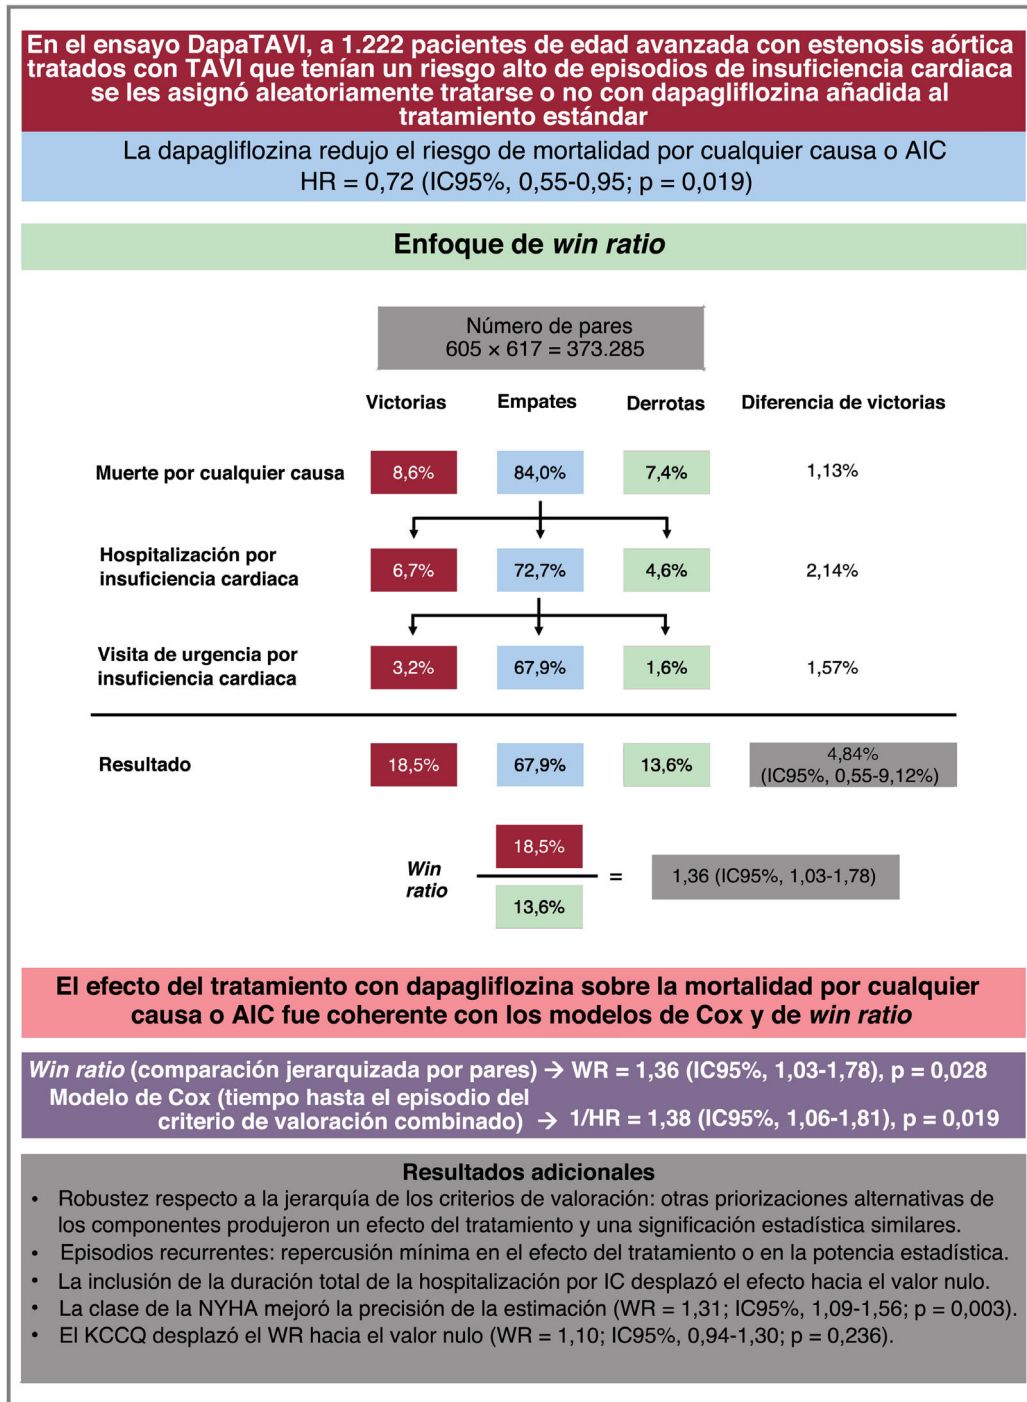 En el ensayo DapaTAVI, a 1.222 pacientes de edad avanzada con estenosis aórtica
tratados con TAVI que tenían un riesgo alto de episodios de insuficiencia cardiaca
se les asignó aleatoriamente tratarse o no con dapagliflozina añadida al
tratamiento estándar
La dapagliflozina redujo el riesgo de mortalidad por cualquier causa o AIC
HR = 0,72 (IC95%, 0,55-0,95; p = 0,019)
Enfoque de win ratio
Número de pares
605 × 617 = 373.285
Victorias Empates Derrotas Diferencia de victorias
Muerte por cualquier causa 8,6% 84,0% 7,4% 1,13%
Hospitalización por
insuficiencia cardiaca 6,7% 72,7% 4,6% 2,14%
Visita de urgencia por
insuficiencia cardiaca 3,2% 67,9% 1,6% 1,57%
Resultado 18,5% 67,9% 13,6% 4,84%
(IC95%, 0,55-9,12%)
18,5%
Win
ratio = 1,36 (IC95%, 1,03-1,78)
13,6%
El efecto del tratamiento con dapagliflozina sobre la mortalidad por cualquier
causa o AIC fue coherente con los modelos de Cox y de win ratio
Win ratio (comparación jerarquizada por pares) → WR = 1,36 (IC95%, 1,03-1,78), p = 0,028
Modelo de Cox (tiempo hasta el episodio del
criterio de valoración combinado) → 1/HR = 1,38 (IC95%, 1,06-1,81), p = 0,019
Resultados adicionales
• Robustez respecto a la jerarquía de los criterios de valoración: otras priorizaciones alternativas de
los componentes produjeron un efecto del tratamiento y una significación estadística similares.
• Episodios recurrentes: repercusión mínima en el efecto del tratamiento o en la potencia estadística.
• La inclusión de la duración total de la hospitalización por IC desplazó el efecto hacia el valor nulo.
• La clase de la NYHA mejoró la precisión de la estimación (WR = 1,31; IC95%, 1,09-1,56; p = 0,003).
• El KCCQ desplazó el WR hacia el valor nulo (WR = 1,10; IC95%, 0,94-1,30; p = 0,236).